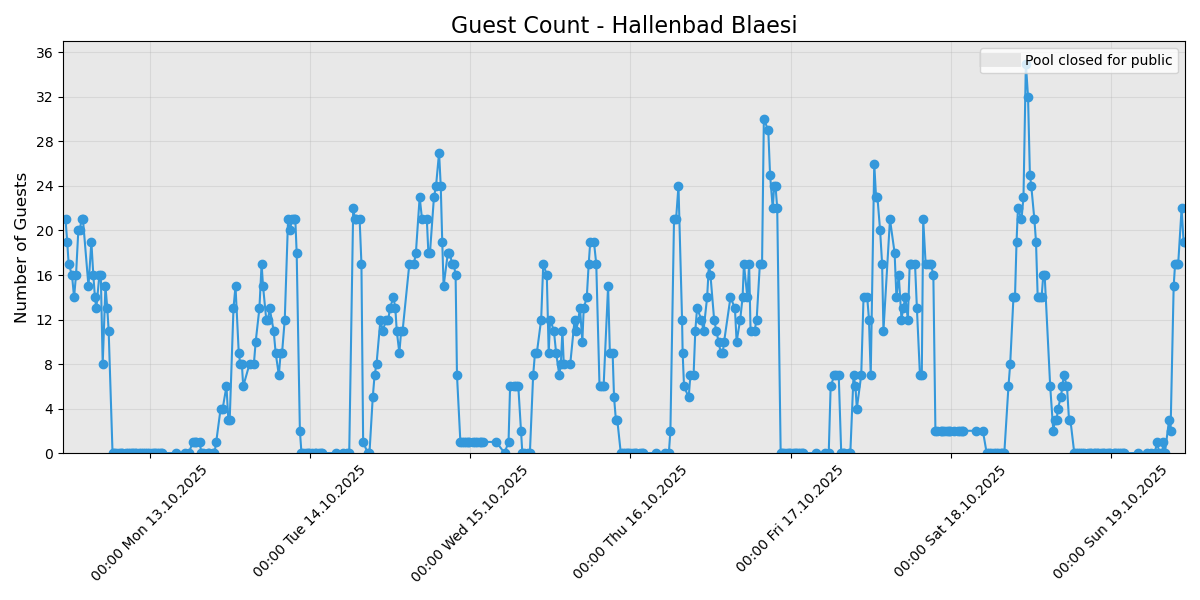 Guest Count - Hallenbad Blaesi
Pool closed for public
Number of Guests
36
32
28
24
20
16
12
8
4
0
00:00 Mon 13.10.2025
00:00 Tue 14.10.2025
00:00 Wed 15.10.2025
00:00 Thu 16.10.2025
00:00 Fri 17.10.2025
00:00 Sat 18.10.2025
00:00 Sun 19.10.2025